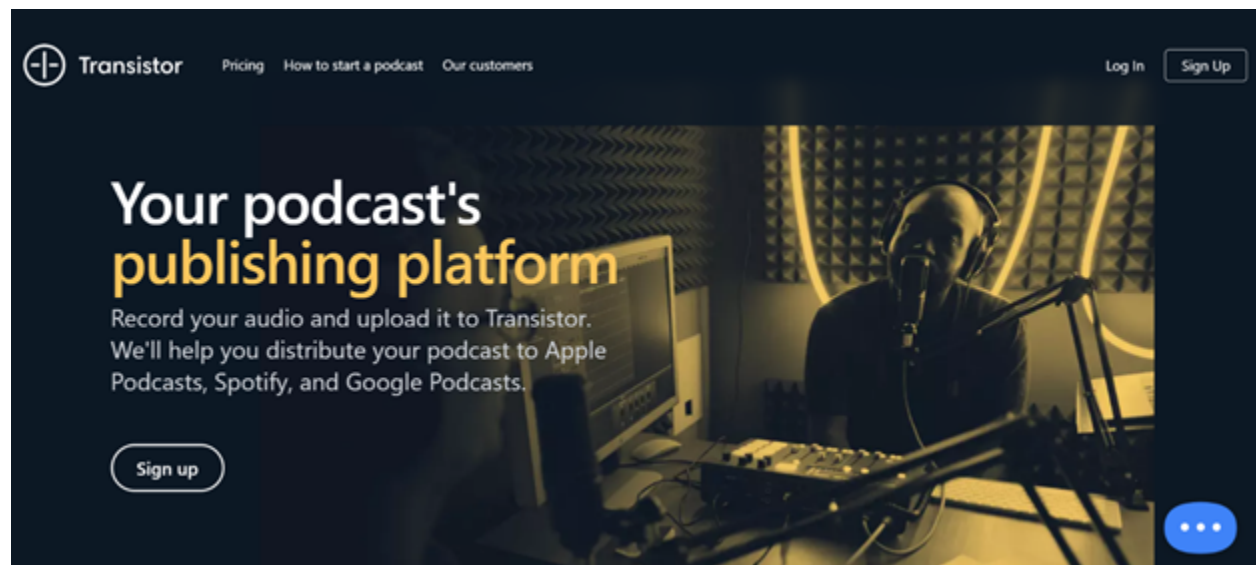 Transistor
Pricing
How to start a podcast
Our customers
Log In
Sign Up
Your podcast's
publishing platform
Record your audio and upload it to Transistor.
We'll help you distribute your podcast to Apple
Podcasts, Spotify, and Google Podcasts.
Sign up